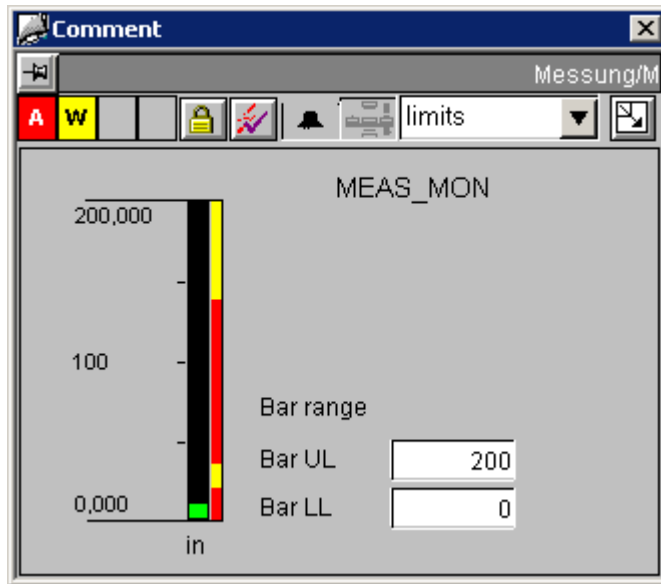 Comment
Messung/M
A W limits
MEAS_MON
200,000
100
Bar range
Bar UL 200
0,000 Bar LL 0
in